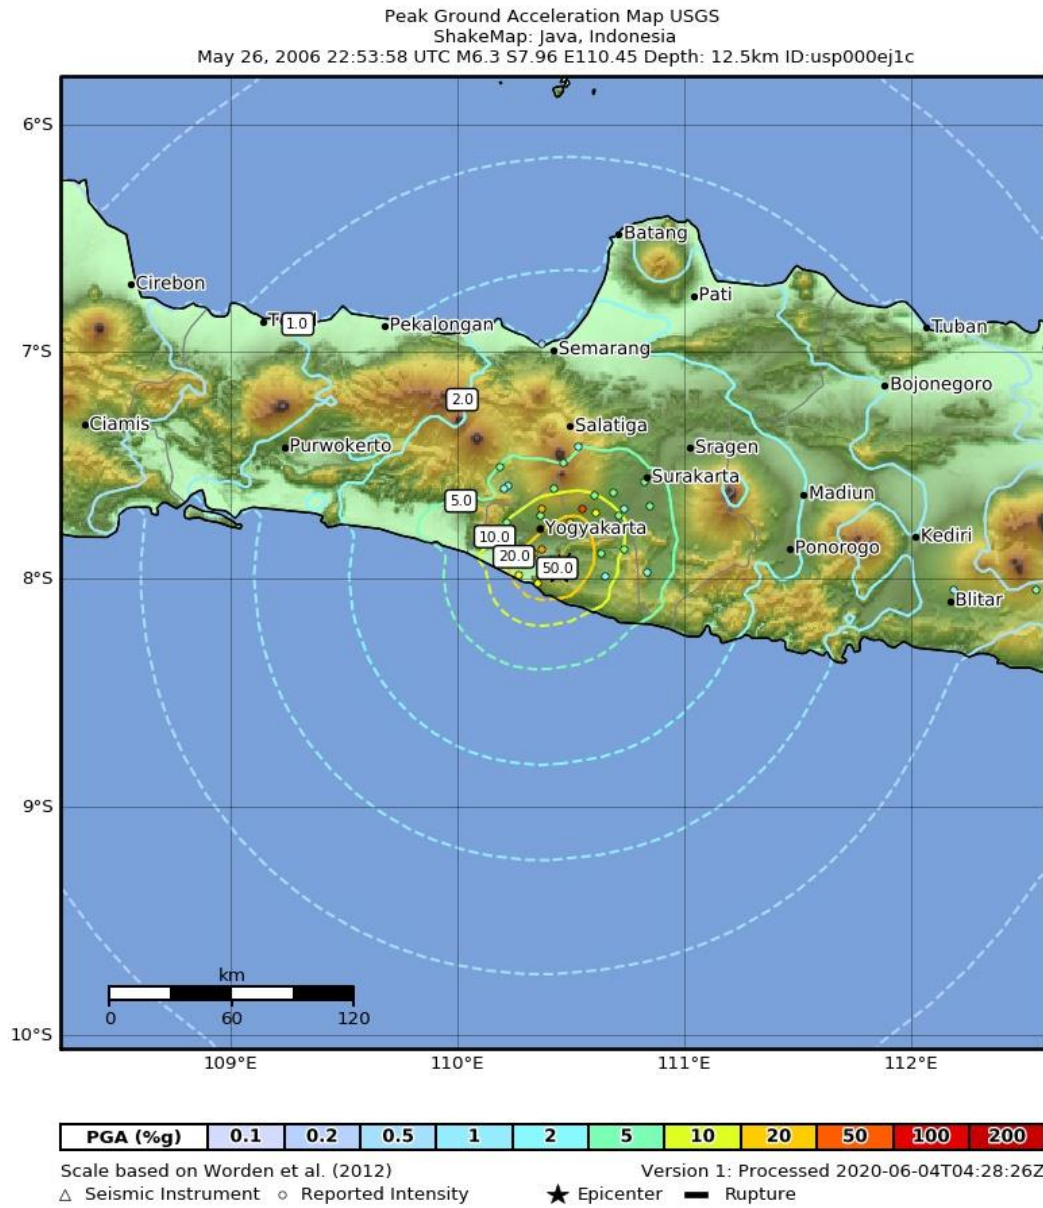 Peak Ground Acceleration Map USGS
ShakeMap: Java, Indonesia
May 26, 2006 22:53:58 UTC M6.3 S7.96 E110.45 Depth: 12.5km ID:usp000ej1c
6°S
Batang
Cirebon
Pati
1.0
Pekalongan
Tuban
7°S
Semarang
Bojonegoro
2.0
Ciamis
Salatiga
Purwokerto
Sragen
Surakarta
5.0
Madiun
Yogyakarta
10.0
Kediri
20.0
Ponorogo
50.0
8°S
Blitar
9°S
km
0 60 120
10°S
109°E 110°E 111°E 112°E
PGA (%g) 0.1 0.2 0.5 1 2 5 10 20 50 100 200
Scale based on Worden et al. (2012) Version 1: Processed 2020-06-04T04:28:26Z
△ Seismic Instrument ○ Reported Intensity ★ Epicenter ▬ Rupture